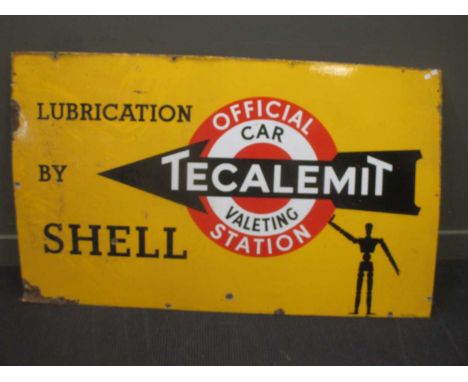 LUBRICATION
BY
SHELL
OFFICIAL
CAR
TECALEMIT
VALETING
STATION